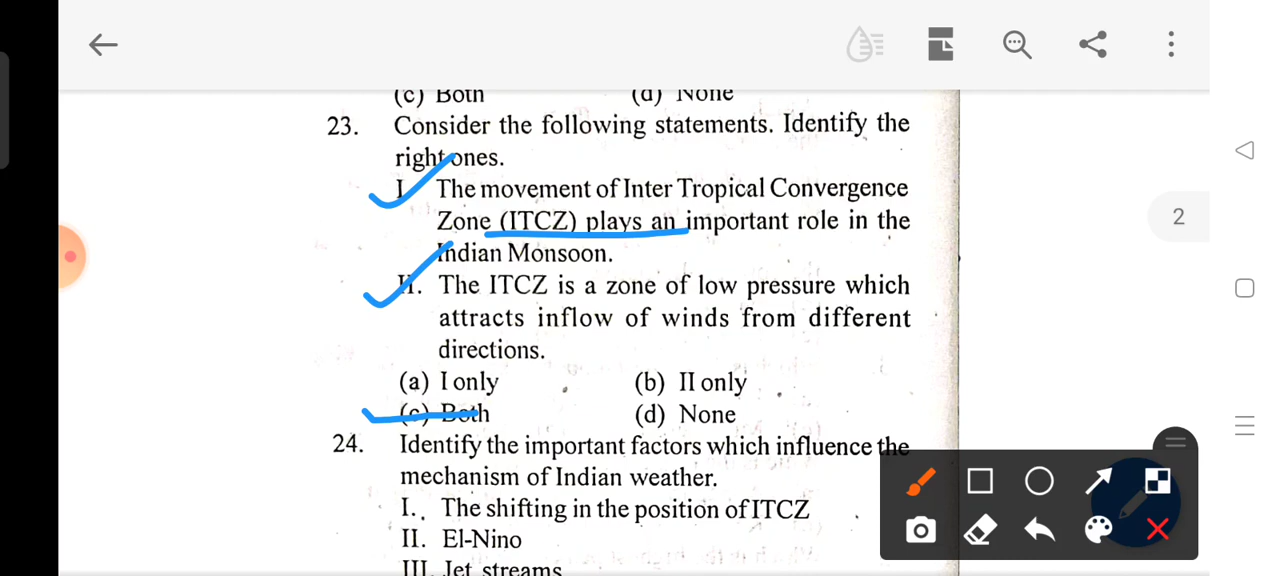 (c) Both (d) None
23. Consider the following statements. Identify the
right ones.
I. The movement of Inter Tropical Convergence
Zone (ITCZ) plays an important role in the
Indian Monsoon.
II. The ITCZ is a zone of low pressure which
attracts inflow of winds from different
directions.
(a) I only (b) II only
(c) Both (d) None
24. Identify the important factors which influence the
mechanism of Indian weather.
I. The shifting in the position of ITCZ
II. El-Nino
III. Jet streams
2